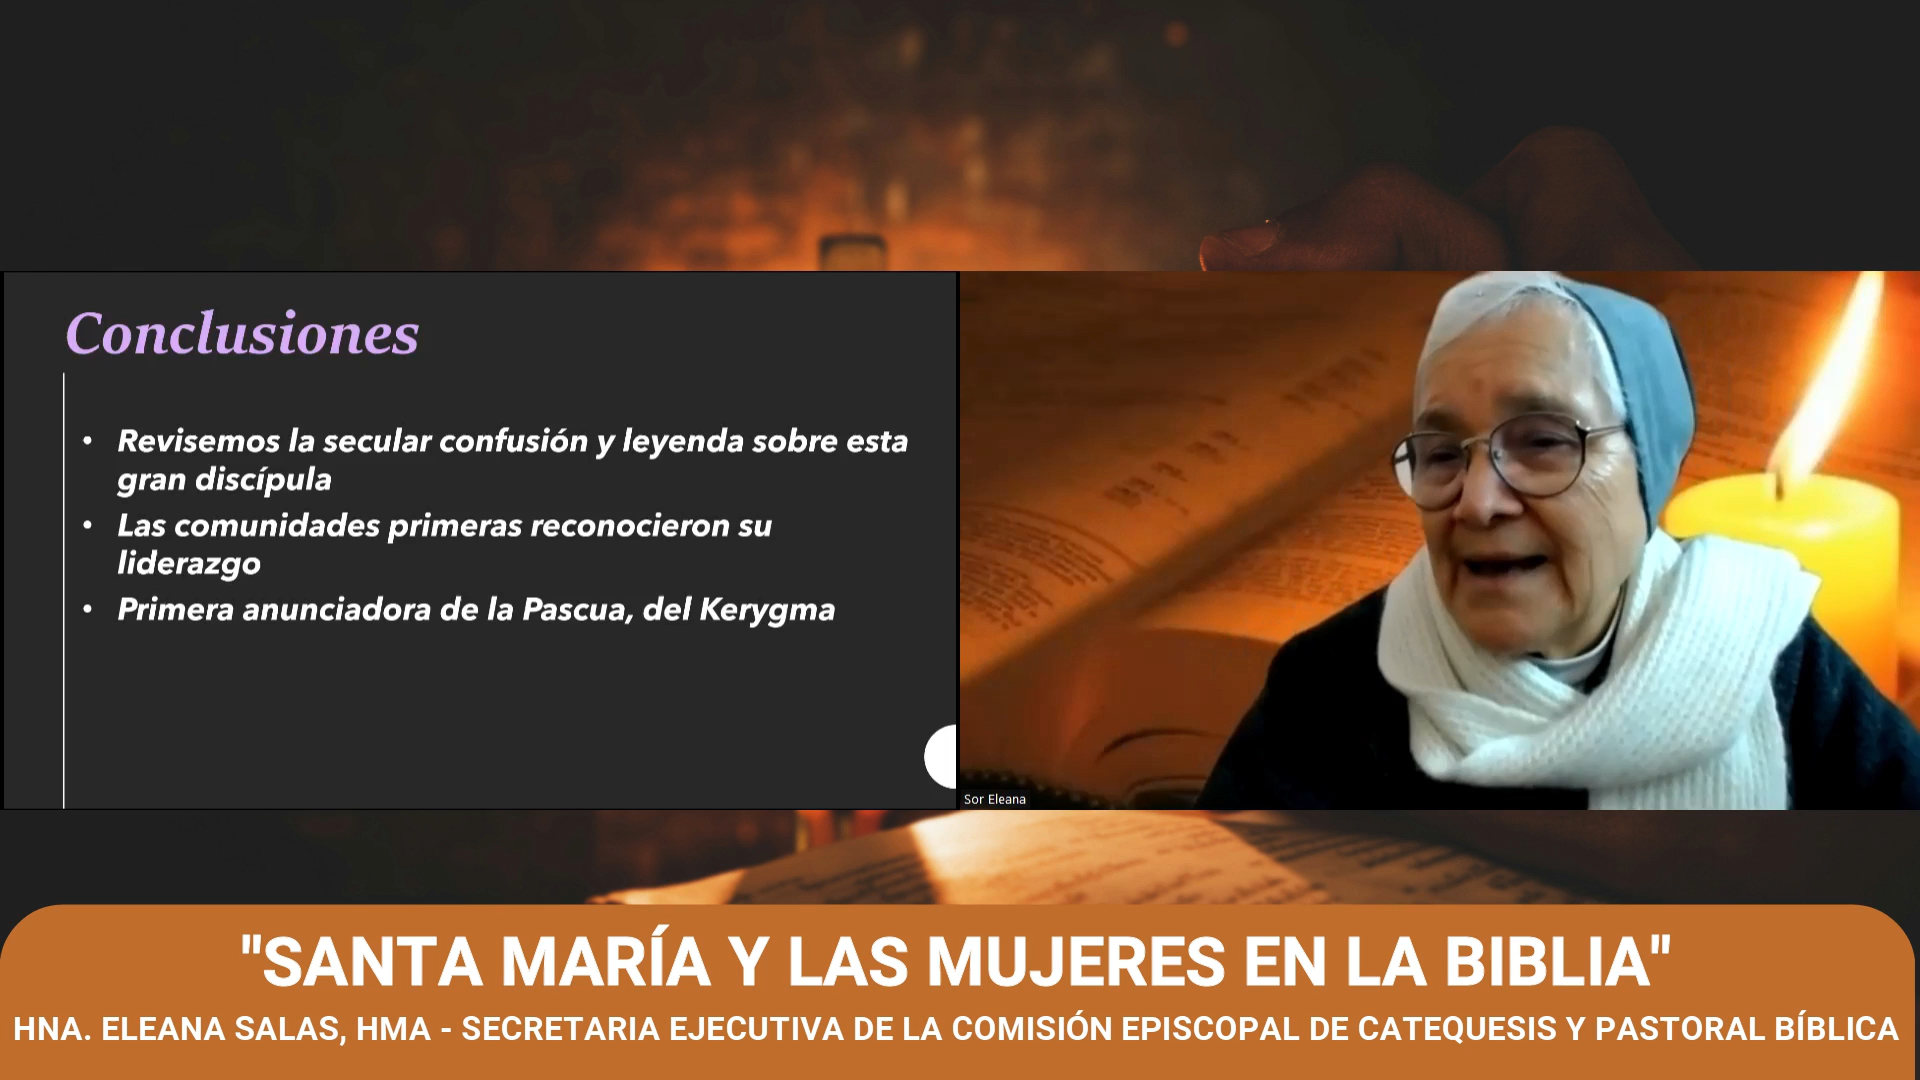 Conclusiones
• Revisemos la secular confusión y leyenda sobre esta
gran discípula
• Las comunidades primeras reconocieron su
liderazgo
• Primera anunciadora de la Pascua, del Kerygma
Sor Eleana
"SANTA MARÍA Y LAS MUJERES EN LA BIBLIA"
HNA. ELEANA SALAS, HMA - SECRETARIA EJECUTIVA DE LA COMISIÓN EPISCOPAL DE CATEQUESIS Y PASTORAL BÍBLICA